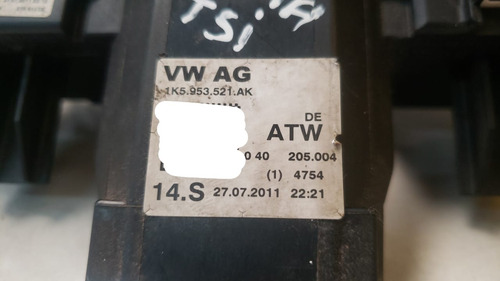 TSi
VW AG
1K5.953.521.AK
DE
ATW
0 40 205.004
(1) 4754
14.S 27.07.2011 22:21